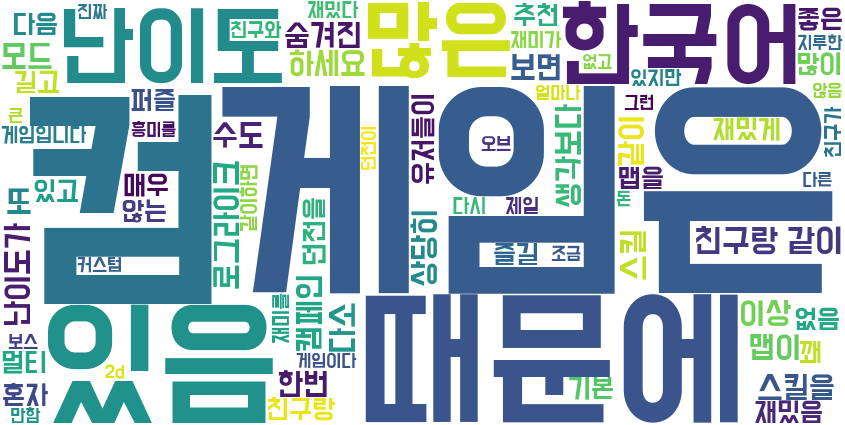 다음
진짜
난이도
친구와
재밌다
숨겨진
하세요
많은
추천
재미가
보면
한국어
없고
있지만
좋은
지루한
많이
않음
모드
길고
큰
게임입니다
퍼즐
흥미를
컴
게임은
수도
던전이
유저들이
오브
얼마나
생각보다
그런
같이
재밌게
친구가
또
있고
매우
않는
로그라이크
같이하면
던전을
상당히
다시
제일
맵을
돈
다른
난이도가
커스텀
즐길
조금
스킬
친구랑 같이
보스
멀티
2d
혼자
만함
있음
재미를
캠페인
다소
게임이다
한번
친구랑
때문에
기본
이상
없음
맵이
꽤
스킬을
재밌음